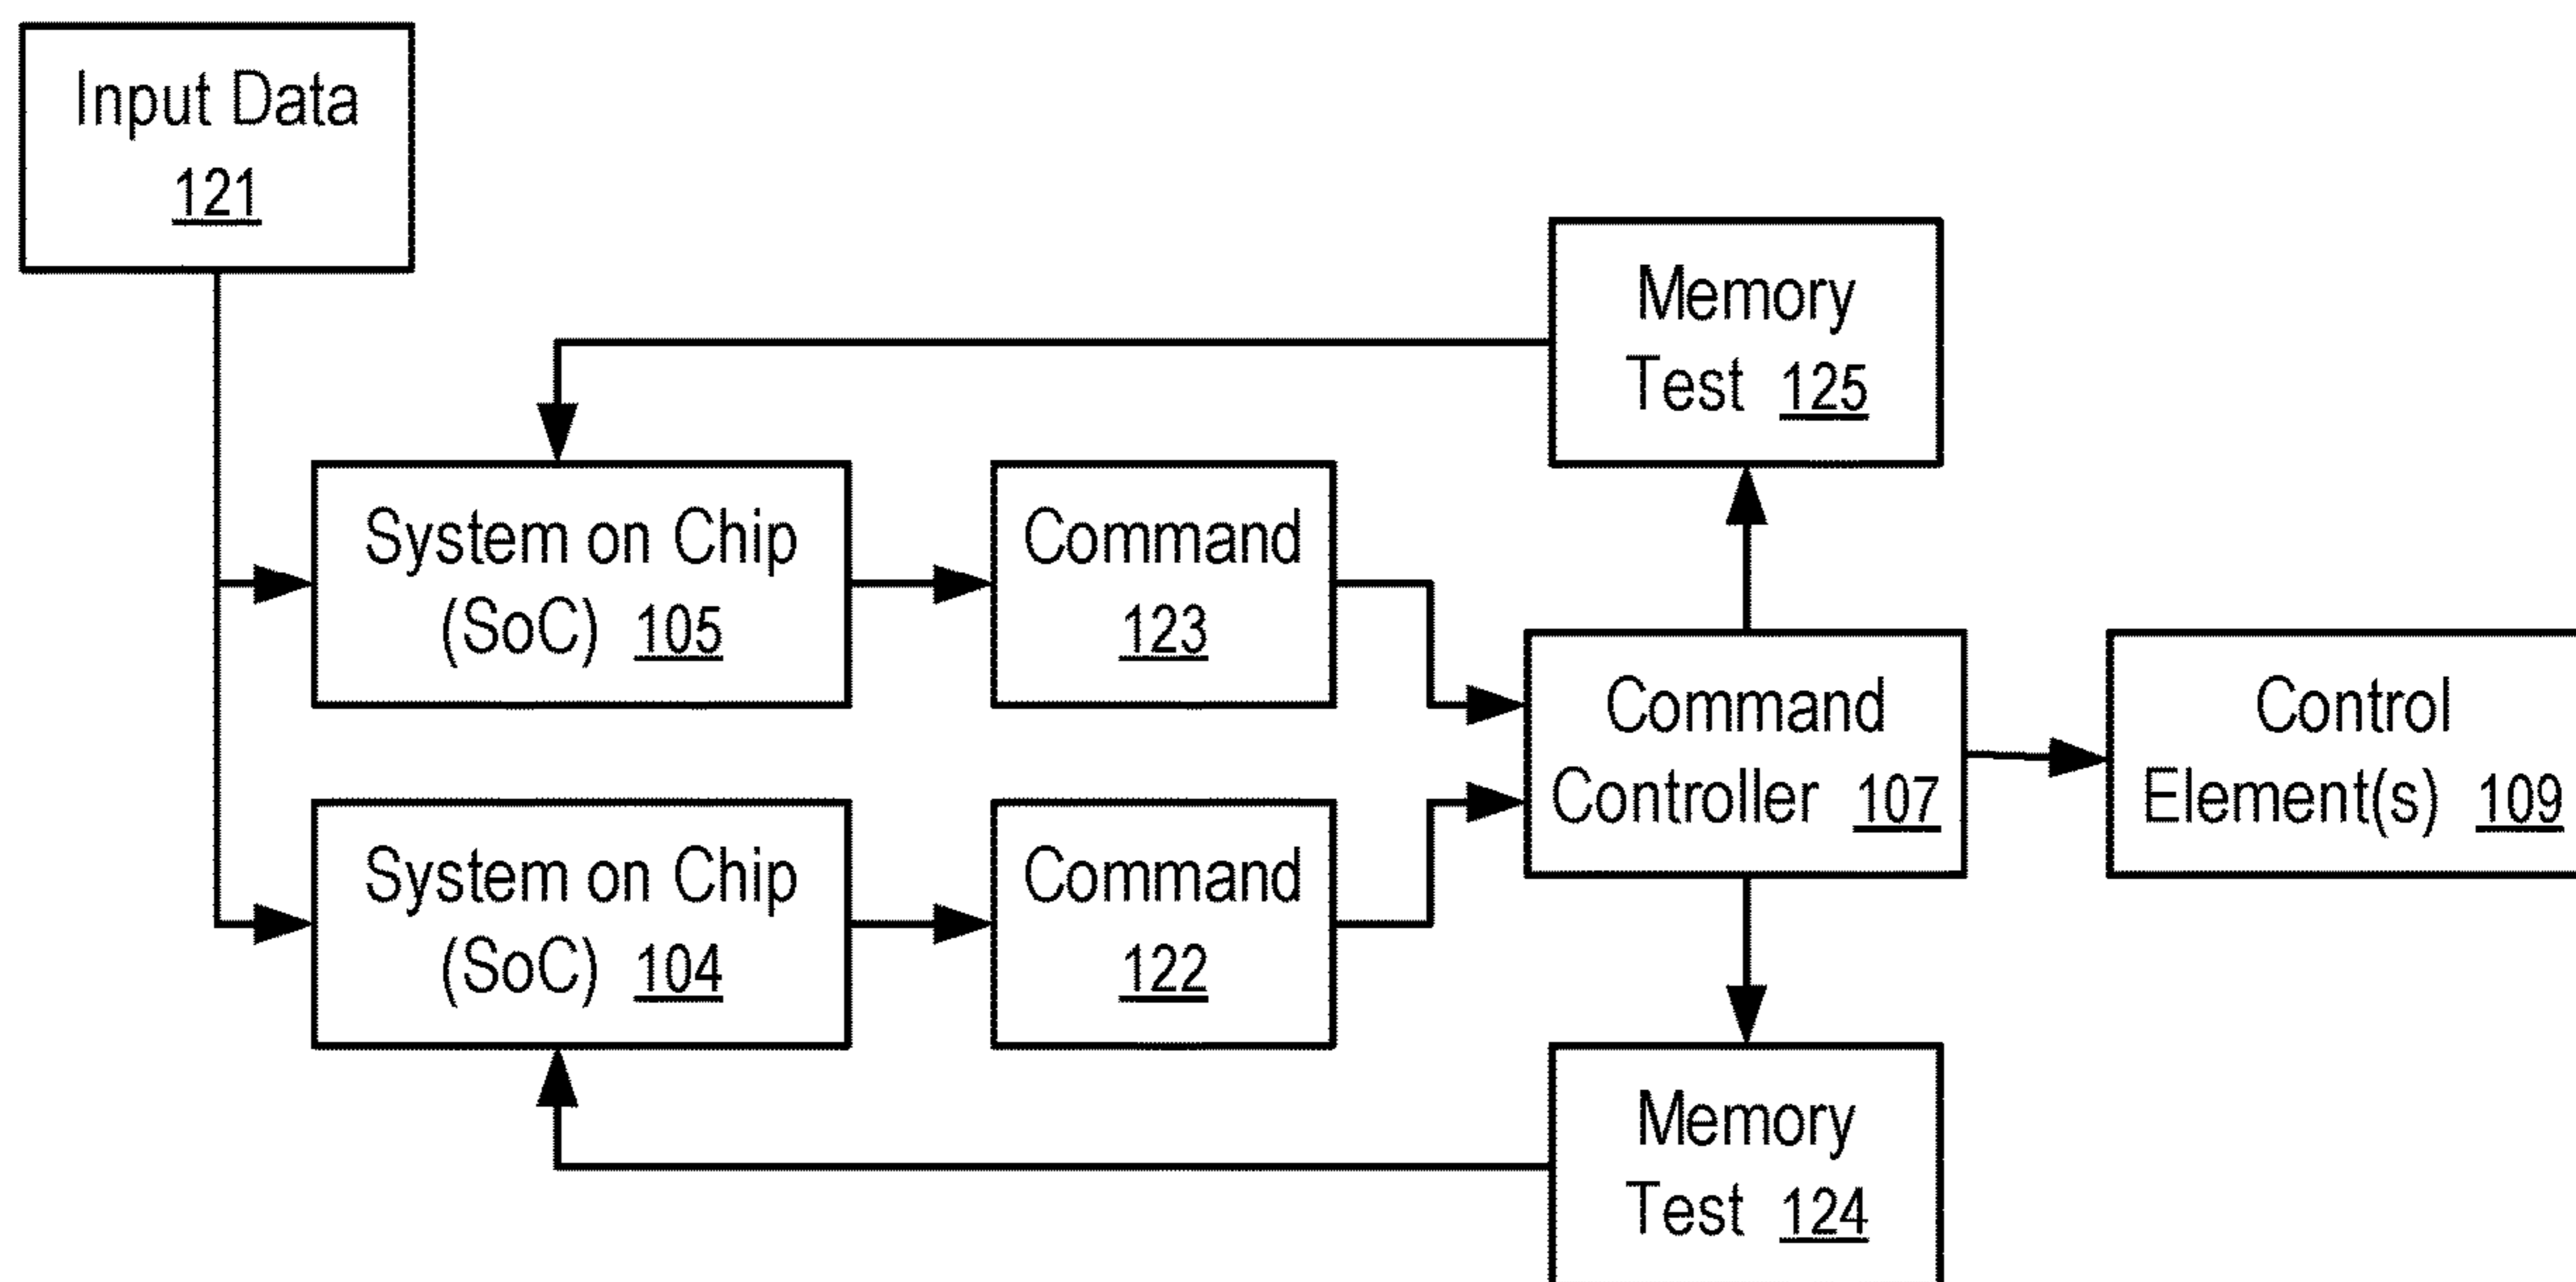 Input Data
121
Memory
Test 125
System on Chip
(SoC) 105
Command
123
Command
Controller 107
Control
Element(s) 109
System on Chip
(SoC) 104
Command
122
Memory
Test 124